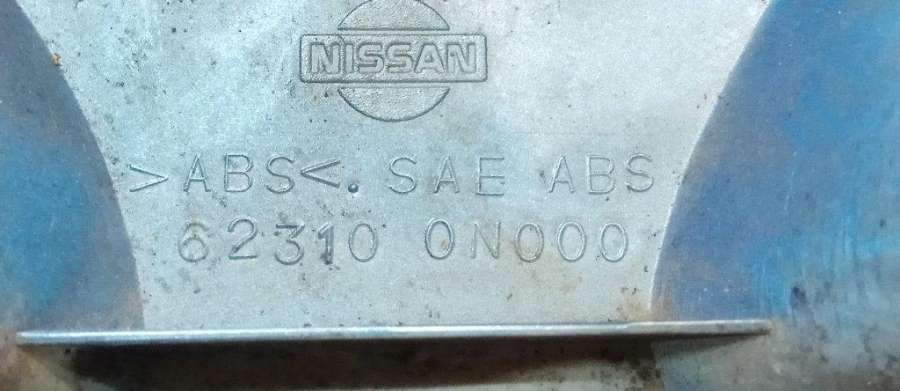 NISSAN
>ABS<. SAE ABS
62310 0N000